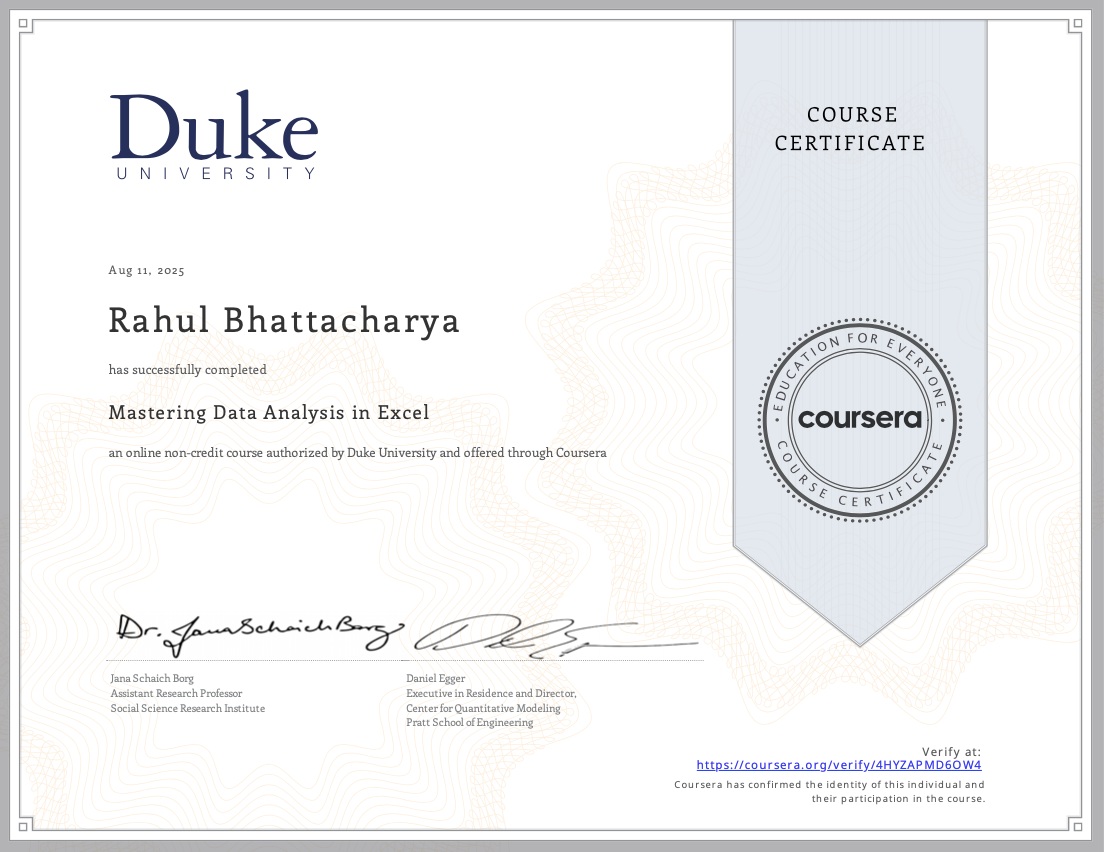 Duke
UNIVERSITY
COURSE
CERTIFICATE
Aug 11, 2025
Rahul Bhattacharya
has successfully completed
Mastering Data Analysis in Excel
an online non-credit course authorized by Duke University and offered through Coursera
EDUCATION FOR EVERYONE
coursera
COURSE CERTIFICATE
Dr. Jana Schaich Borg
Jana Schaich Borg
Assistant Research Professor
Social Science Research Institute
Daniel Egger
Executive in Residence and Director,
Center for Quantitative Modeling
Pratt School of Engineering
Verify at:
https://coursera.org/verify/4HYZAPMD6OW4
Coursera has confirmed the identity of this individual and
their participation in the course.